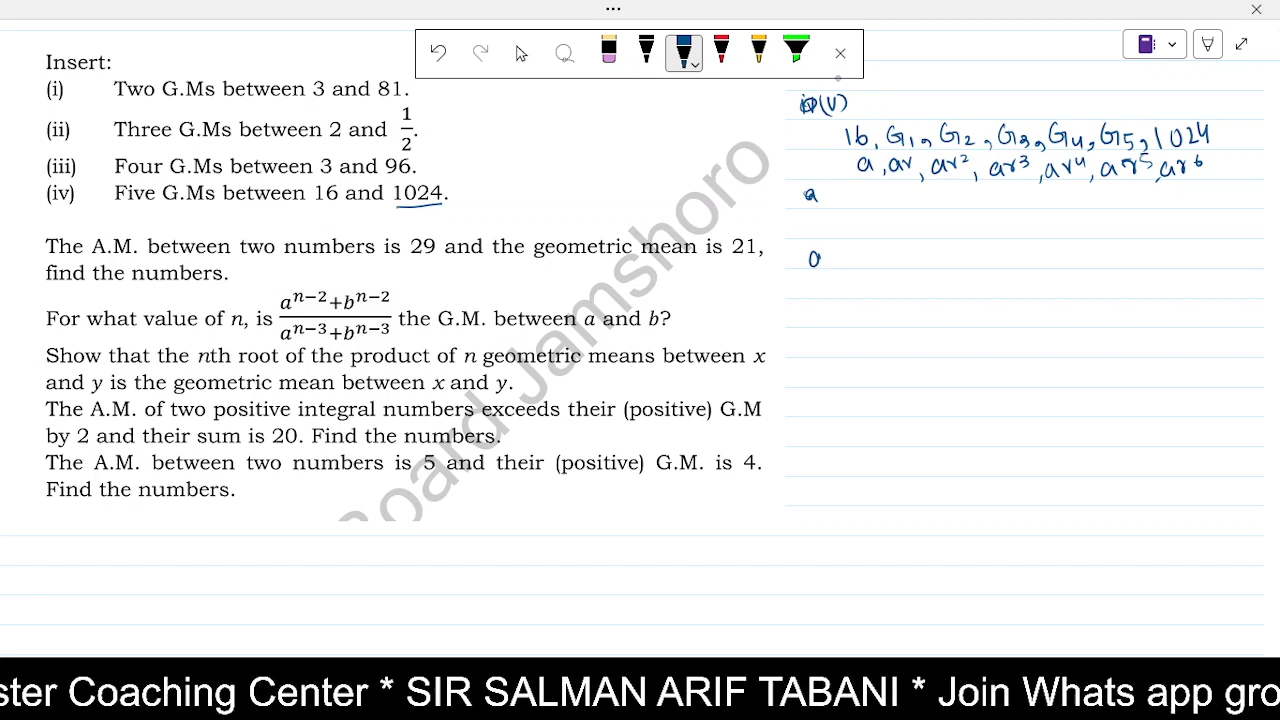 Insert:
(i) Two G.Ms between 3 and 81.
(ii) Three G.Ms between 2 and 1/2.
(iii) Four G.Ms between 3 and 96.
(iv) Five G.Ms between 16 and 1024.
The A.M. between two numbers is 29 and the geometric mean is 21,
find the numbers.
For what value of n, is (a^{n−2}+b^{n−2})/(a^{n−3}+b^{n−3}) the G.M. between a and b?
Show that the nth root of the product of n geometric means between x
and y is the geometric mean between x and y.
The A.M. of two positive integral numbers exceeds their (positive) G.M
by 2 and their sum is 20. Find the numbers.
The A.M. between two numbers is 5 and their (positive) G.M. is 4.
Find the numbers.
Board Jamshoro
(V)
16, G1, G2, G3, G4, G5, 1024
a, ar, ar², ar³, ar⁴, ar⁵, ar⁶
a
a
ster Coaching Center * SIR SALMAN ARIF TABANI * Join Whats app gro